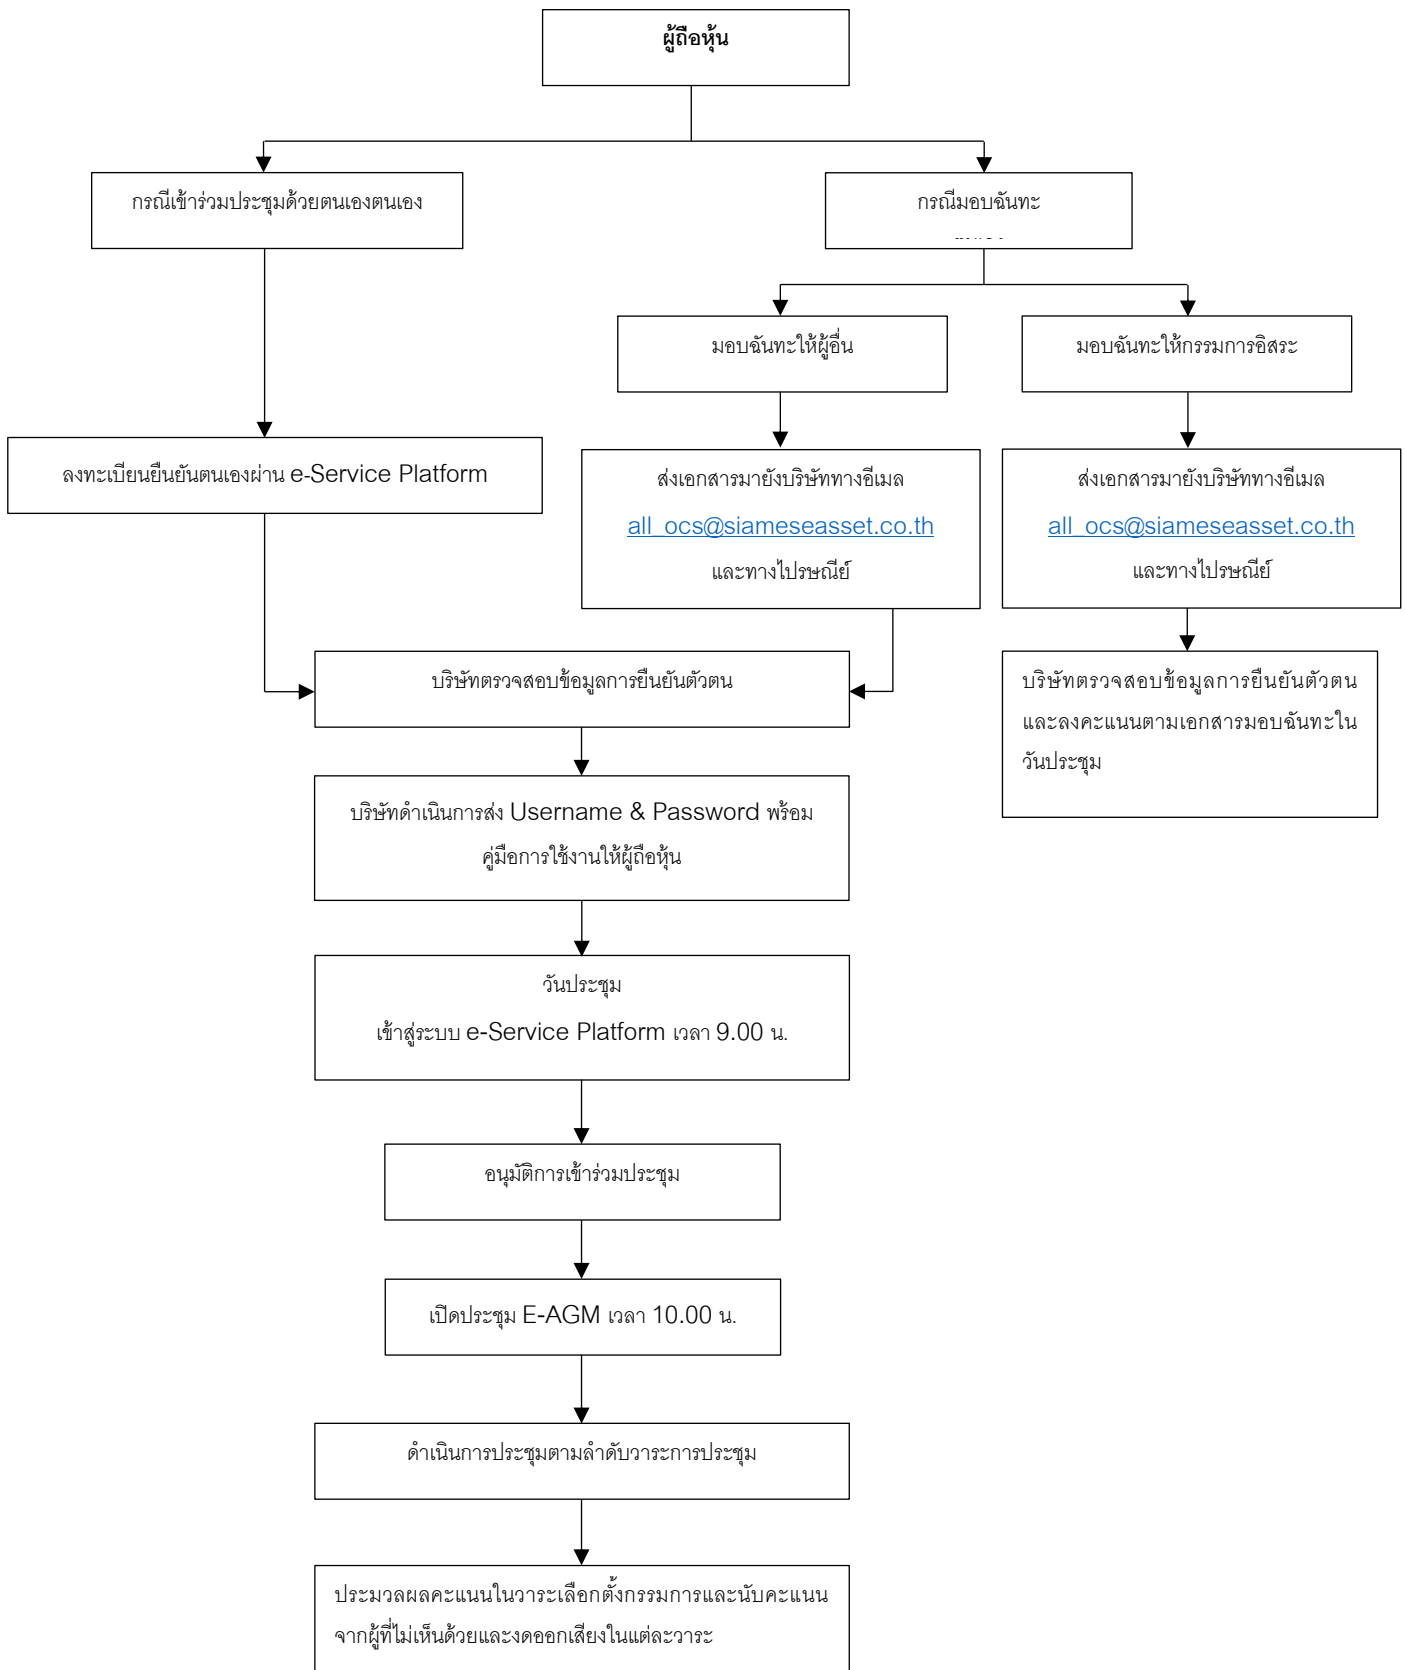 ผู้ถือหุ้น
กรณีเข้าร่วมประชุมด้วยตนเองตนเอง
กรณีมอบฉันทะ
มอบฉันทะให้ผู้อื่น
มอบฉันทะให้กรรมการอิสระ
ลงทะเบียนยืนยันตนเองผ่าน e-Service Platform
ส่งเอกสารมายังบริษัททางอีเมล
all_ocs@siameseasset.co.th
และทางไปรษณีย์
ส่งเอกสารมายังบริษัททางอีเมล
all_ocs@siameseasset.co.th
และทางไปรษณีย์
บริษัทตรวจสอบข้อมูลการยืนยันตัวตน
บริษัทตรวจสอบข้อมูลการยืนยันตัวตน
และลงคะแนนตามเอกสารมอบฉันทะใน
วันประชุม
บริษัทดำเนินการส่ง Username & Password พร้อม
คู่มือการใช้งานให้ผู้ถือหุ้น
วันประชุม
เข้าสู่ระบบ e-Service Platform เวลา 9.00 น.
อนุมัติการเข้าร่วมประชุม
เปิดประชุม E-AGM เวลา 10.00 น.
ดำเนินการประชุมตามลำดับวาระการประชุม
ประมวลผลคะแนนในวาระเลือกตั้งกรรมการและนับคะแนน
จากผู้ที่ไม่เห็นด้วยและงดออกเสียงในแต่ละวาระ